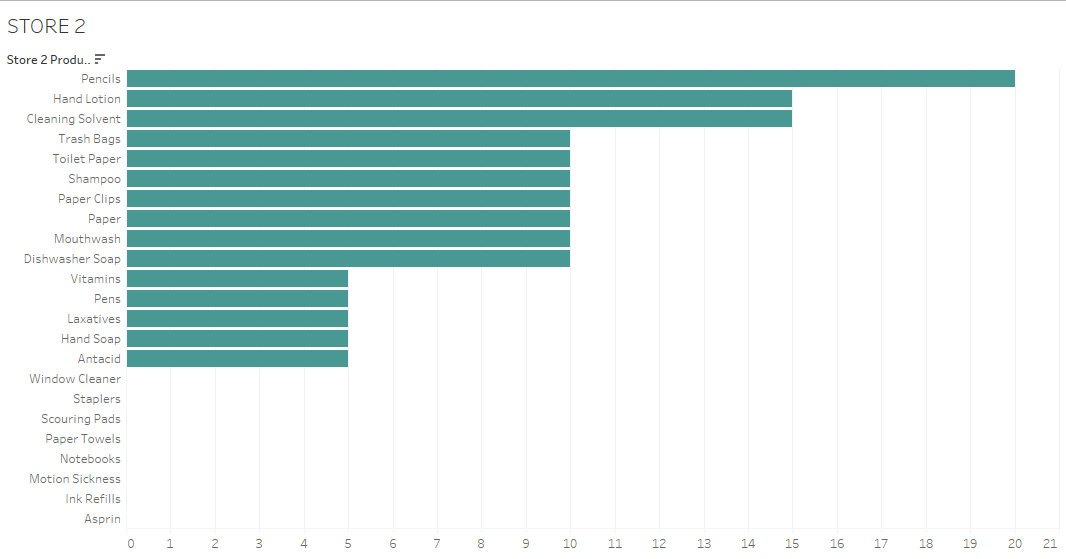 STORE 2
Store 2 Produ..
Pencils
Hand Lotion
Cleaning Solvent
Trash Bags
Toilet Paper
Shampoo
Paper Clips
Paper
Mouthwash
Dishwasher Soap
Vitamins
Pens
Laxatives
Hand Soap
Antacid
Window Cleaner
Staplers
Scouring Pads
Paper Towels
Notebooks
Motion Sickness
Ink Refills
Asprin
0 1 2 3 4 5 6 7 8 9 10 11 12 13 14 15 16 17 18 19 20 21